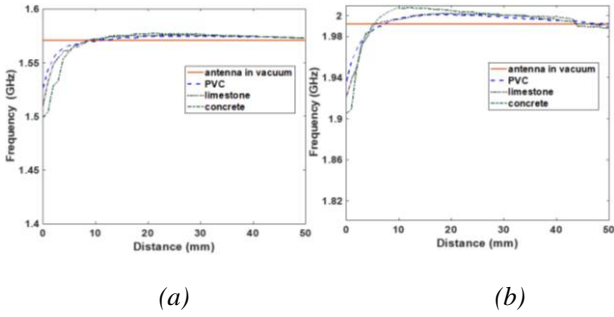 1.6
1.55
1.5
1.45
1.4
Frequency (GHz)
0 10 20 30 40 50
Distance (mm)
antenna in vacuum
PVC
limestone
concrete
(a)
2
1.98
1.94
1.9
1.86
1.82
Frequency (GHz)
0 10 20 30 40 50
Distance (mm)
antenna in vacuum
PVC
limestone
concrete
(b)